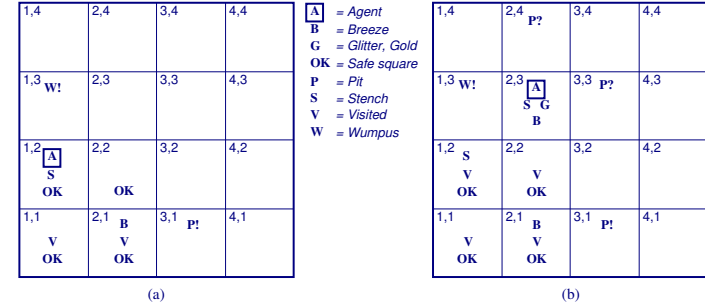 1,4 2,4 3,4 4,4
1,3 W! 2,3 3,3 4,3
1,2 A S OK 2,2 OK 3,2 4,2
1,1 V OK 2,1 B V OK 3,1 P! 4,1
(a)
A = Agent
B = Breeze
G = Glitter, Gold
OK = Safe square
P = Pit
S = Stench
V = Visited
W = Wumpus
1,4 2,4 P? 3,4 4,4
1,3 W! 2,3 A S G B 3,3 P? 4,3
1,2 S V OK 2,2 V OK 3,2 4,2
1,1 V OK 2,1 B V OK 3,1 P! 4,1
(b)